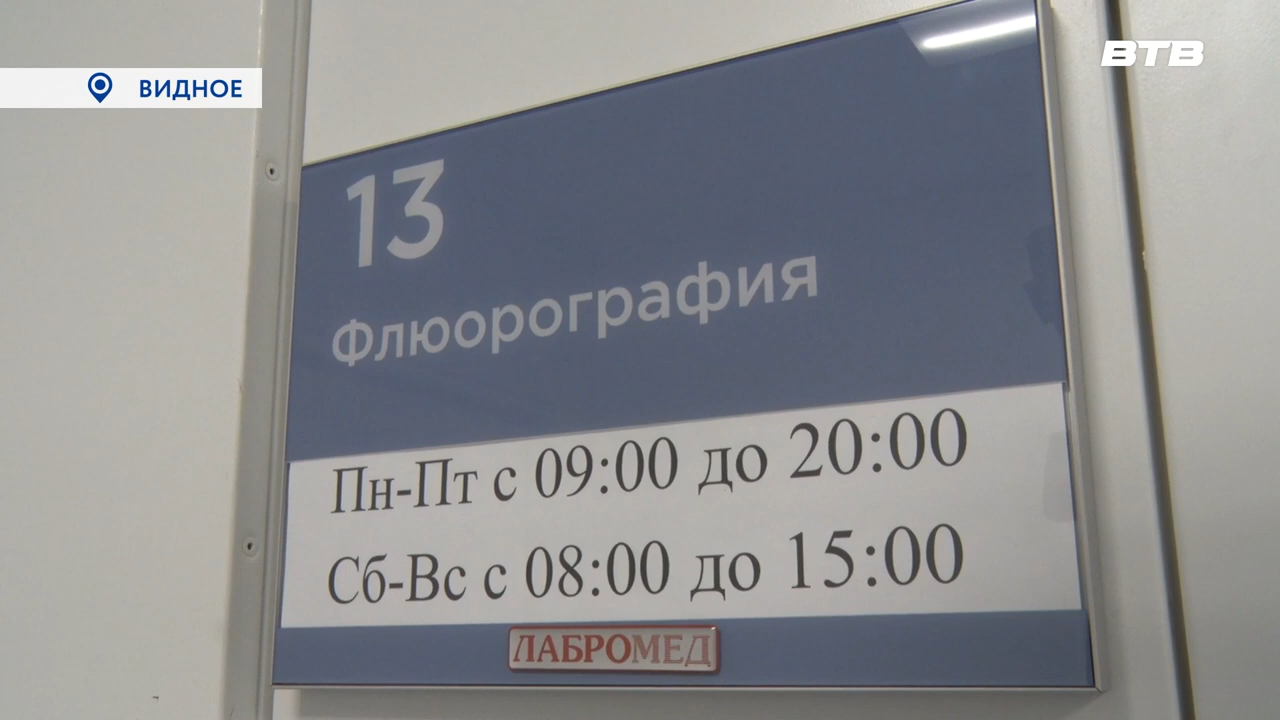 ВИДНОЕ
ВТВ
13
Флюорография
Пн-Пт с 09:00 до 20:00
Сб-Вс с 08:00 до 15:00
ЛАБРОМЕД